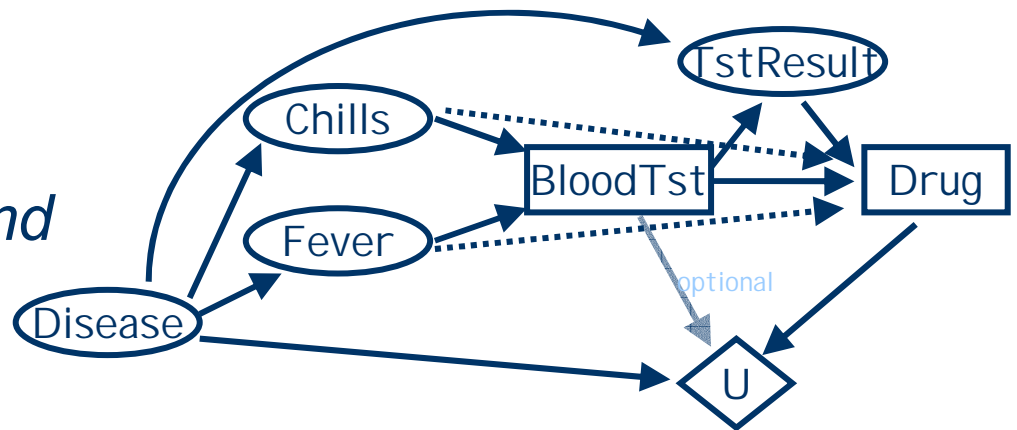 TstResult
Chills
BloodTst
Drug
nd
Fever
optional
Disease
U